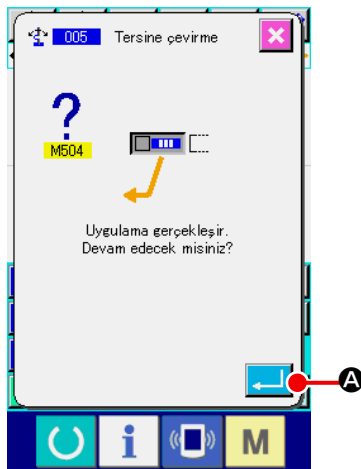 005 Tersine çevirme
?
M504
Uygulama gerçekleşir.
Devam edecek misiniz?
A
i M